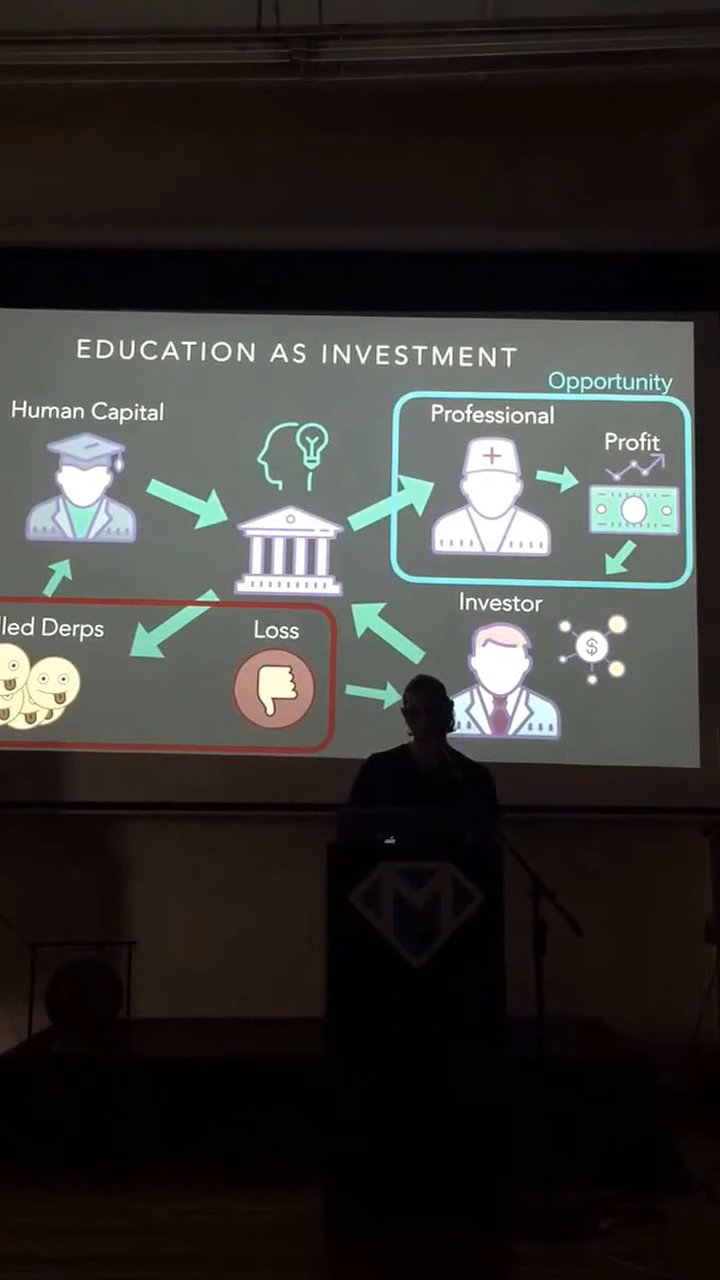 EDUCATION AS INVESTMENT
Opportunity
Human Capital
Professional
Profit
Investor
lled Derps
Loss
$
M